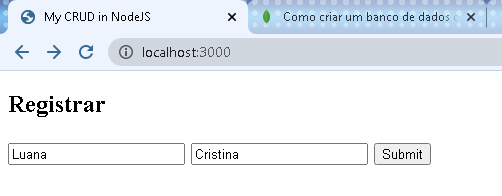 My CRUD in NodeJS
Como criar um banco de dados
localhost:3000
Registrar
Luana
Cristina
Submit